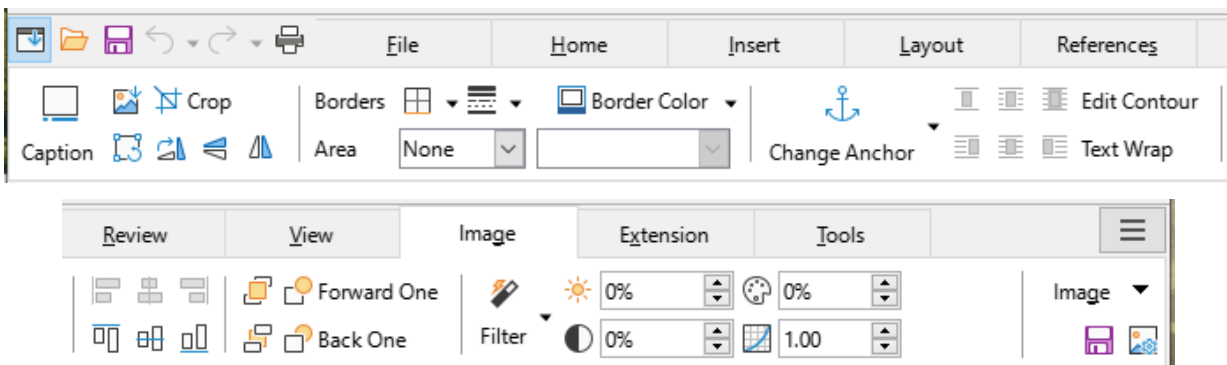 File Home Insert Layout References
Crop Borders Border Color Edit Contour
Caption Area None Change Anchor Text Wrap
Review View Image Extension Tools
Forward One 0% 0% Image
Back One Filter 0% 1.00